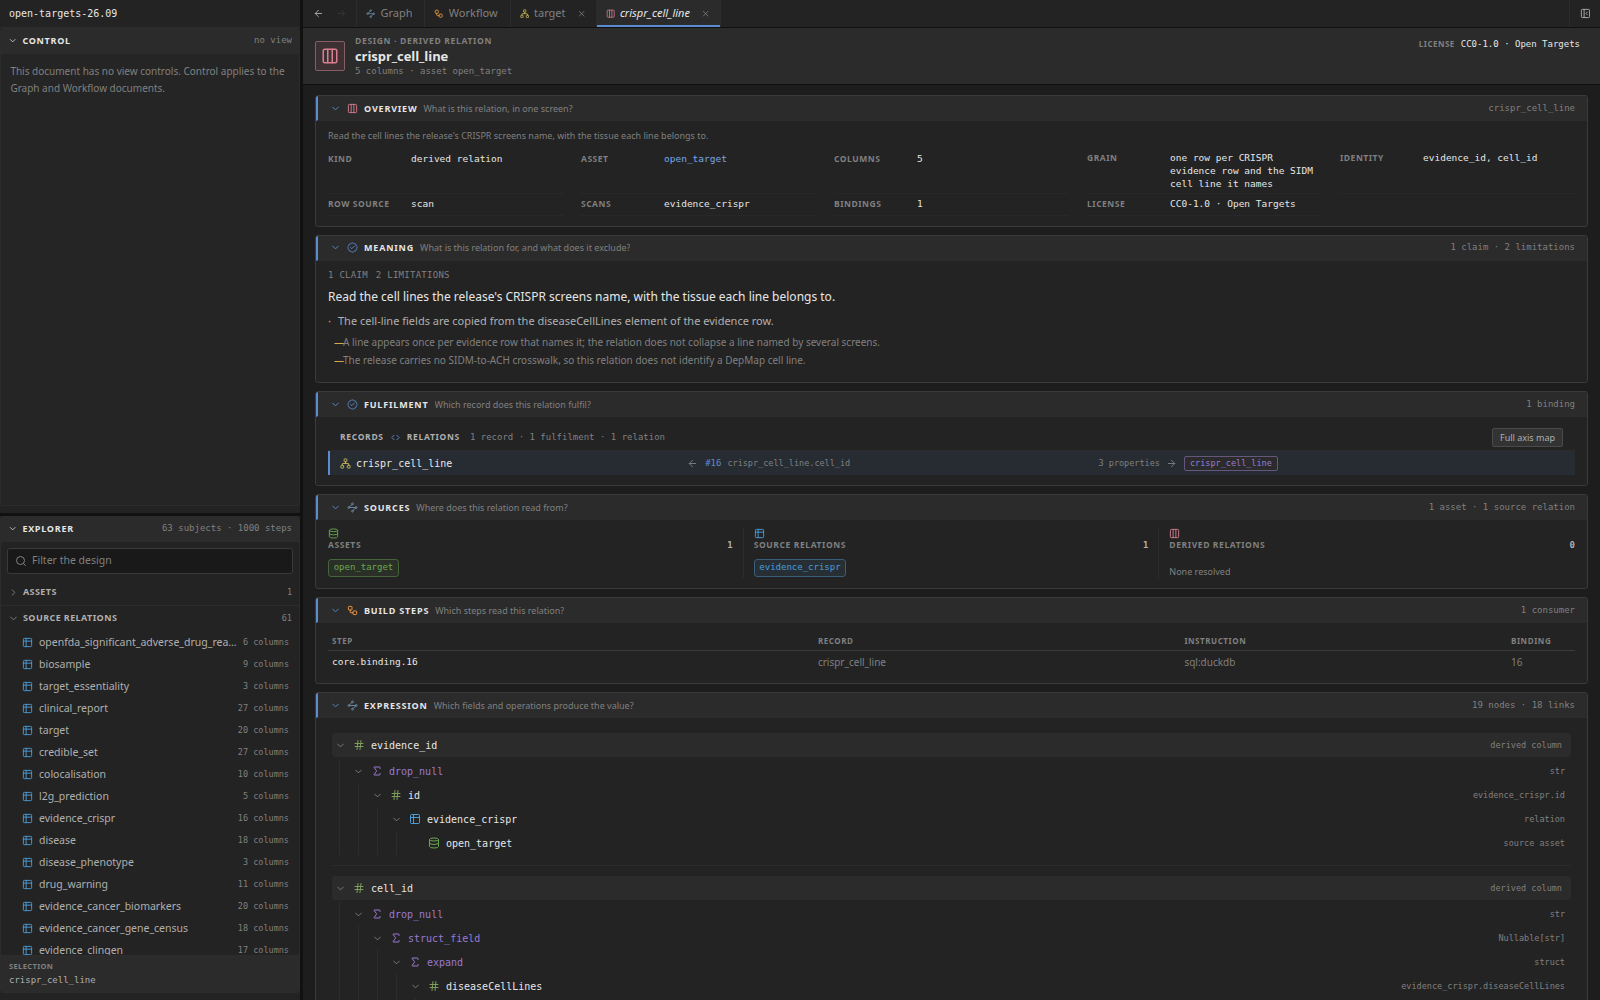 open-targets-26.09
CONTROL
no view
This document has no view controls. Control applies to the
Graph and Workflow documents.
EXPLORER
63 subjects · 1000 steps
Filter the design
ASSETS
1
SOURCE RELATIONS
61
openfda_significant_adverse_drug_rea... 6 columns
biosample 9 columns
target_essentiality 3 columns
clinical_report 27 columns
target 20 columns
credible_set 27 columns
colocalisation 10 columns
l2g_prediction 5 columns
evidence_crispr 16 columns
disease 18 columns
disease_phenotype 3 columns
drug_warning 11 columns
evidence_cancer_biomarkers 20 columns
evidence_cancer_gene_census 18 columns
evidence_clingen 17 columns
SELECTION
crispr_cell_line
Graph
Workflow
target
crispr_cell_line
DESIGN · DERIVED RELATION
crispr_cell_line
5 columns · asset open_target
LICENSE CC0-1.0 · Open Targets
OVERVIEW What is this relation, in one screen?
crispr_cell_line
Read the cell lines the release's CRISPR screens name, with the tissue each line belongs to.
KIND derived relation
ASSET open_target
COLUMNS 5
GRAIN one row per CRISPR
evidence row and the SIDM
cell line it names
IDENTITY evidence_id, cell_id
ROW SOURCE scan
SCANS evidence_crispr
BINDINGS 1
LICENSE CC0-1.0 · Open Targets
MEANING What is this relation for, and what does it exclude?
1 claim · 2 limitations
1 CLAIM 2 LIMITATIONS
Read the cell lines the release's CRISPR screens name, with the tissue each line belongs to.
· The cell-line fields are copied from the diseaseCellLines element of the evidence row.
—A line appears once per evidence row that names it; the relation does not collapse a line named by several screens.
—The release carries no SIDM-to-ACH crosswalk, so this relation does not identify a DepMap cell line.
FULFILMENT Which record does this relation fulfil?
1 binding
RECORDS <> RELATIONS 1 record · 1 fulfilment · 1 relation
Full axis map
crispr_cell_line
← #16 crispr_cell_line.cell_id
3 properties → crispr_cell_line
SOURCES Where does this relation read from?
1 asset · 1 source relation
ASSETS 1
open_target
SOURCE RELATIONS 1
evidence_crispr
DERIVED RELATIONS 0
None resolved
BUILD STEPS Which steps read this relation?
1 consumer
STEP RECORD INSTRUCTION BINDING
core.binding.16 crispr_cell_line sql:duckdb 16
EXPRESSION Which fields and operations produce the value?
19 nodes · 18 links
evidence_id derived column
drop_null str
id evidence_crispr.id
evidence_crispr relation
open_target source asset
cell_id derived column
drop_null str
struct_field Nullable[str]
expand struct
diseaseCellLines evidence_crispr.diseaseCellLines